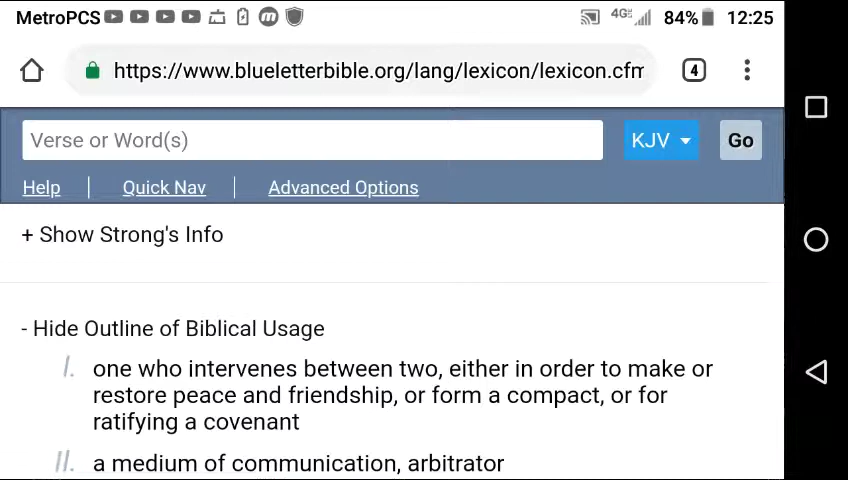 MetroPCS 4G 84% 12:25
https://www.blueletterbible.org/lang/lexicon/lexicon.cfm 4
Verse or Word(s) KJV Go
Help | Quick Nav | Advanced Options
+ Show Strong's Info
- Hide Outline of Biblical Usage
I. one who intervenes between two, either in order to make or
restore peace and friendship, or form a compact, or for
ratifying a covenant
II. a medium of communication, arbitrator